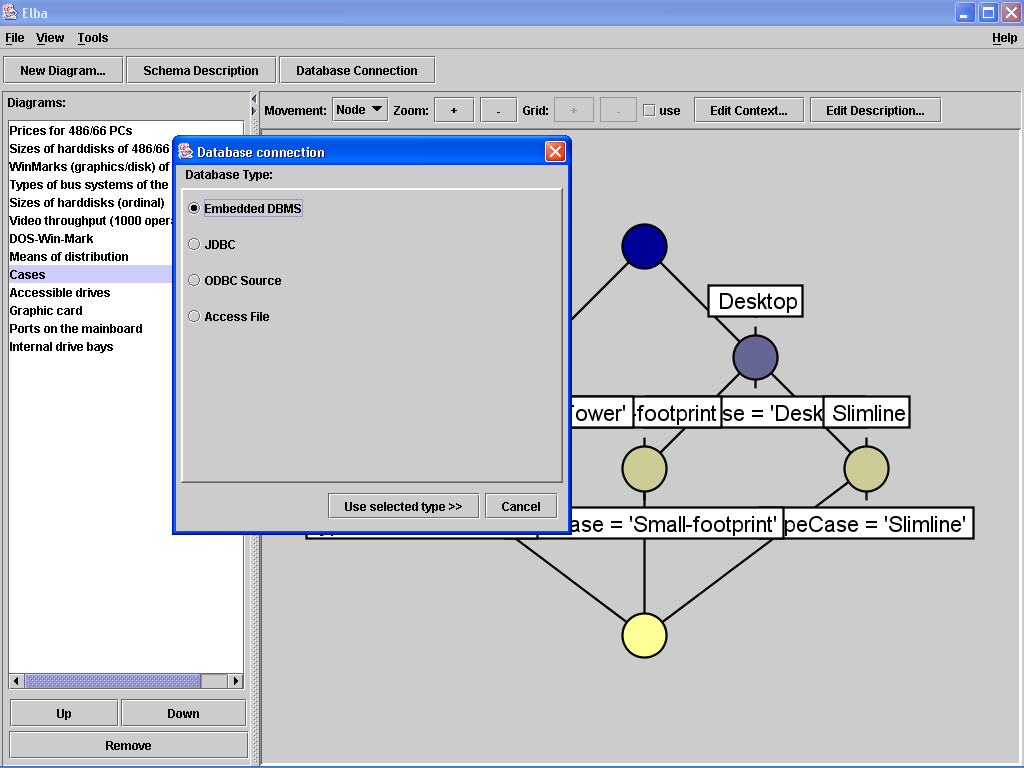 Elba
File View Tools Help
New Diagram... Schema Description Database Connection
Diagrams:
Movement: Node Zoom: + - Grid: + - use Edit Context... Edit Description...
Prices for 486/66 PCs
Sizes of harddisks of 486/66
WinMarks (graphics/disk) of
Types of bus systems of the
Sizes of harddisks (ordinal)
Video throughput (1000 opera
DOS-Win-Mark
Means of distribution
Cases
Accessible drives
Graphic card
Ports on the mainboard
Internal drive bays
Up Down
Remove
Database connection
Database Type:
Embedded DBMS
JDBC
ODBC Source
Access File
Use selected type >> Cancel
Desktop
Tower' -footprint se = 'Desk Slimline
ase = 'Small-footprint' peCase = 'Slimline'